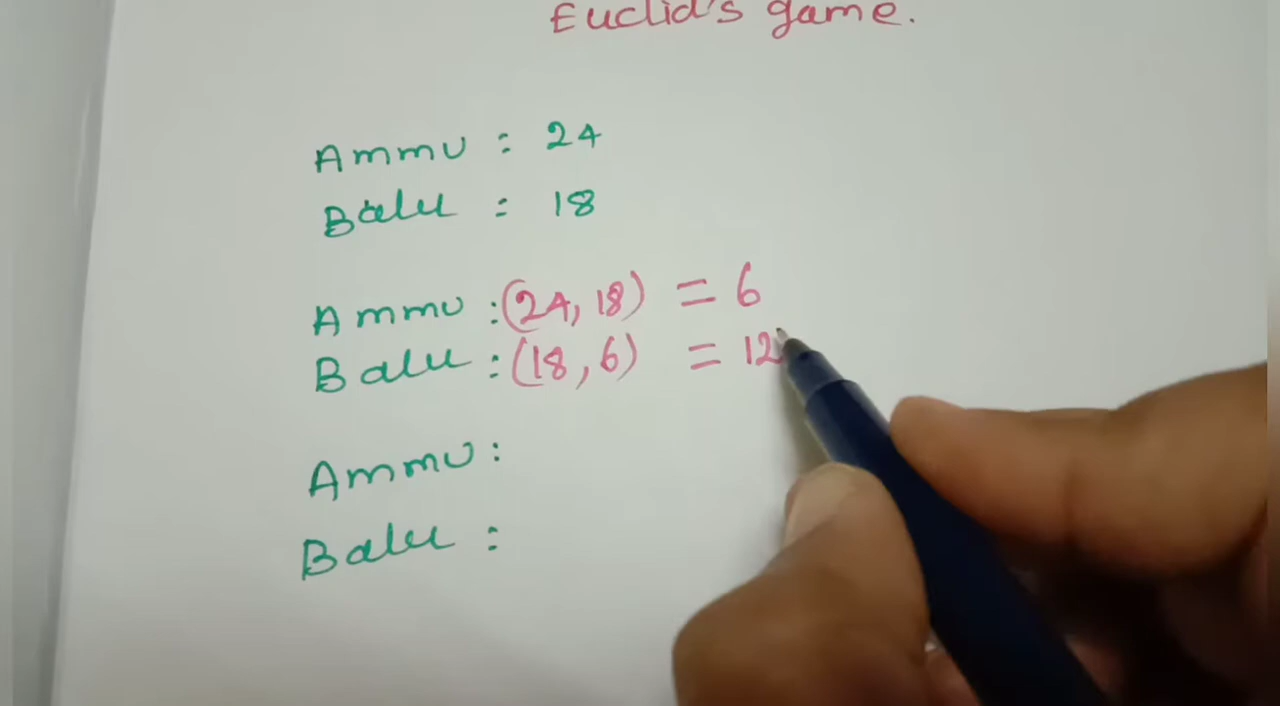 Euclid's game.
Ammu : 24
Balu : 18
Ammu : (24, 18) = 6
Balu : (18, 6) = 12
Ammu :
Balu :